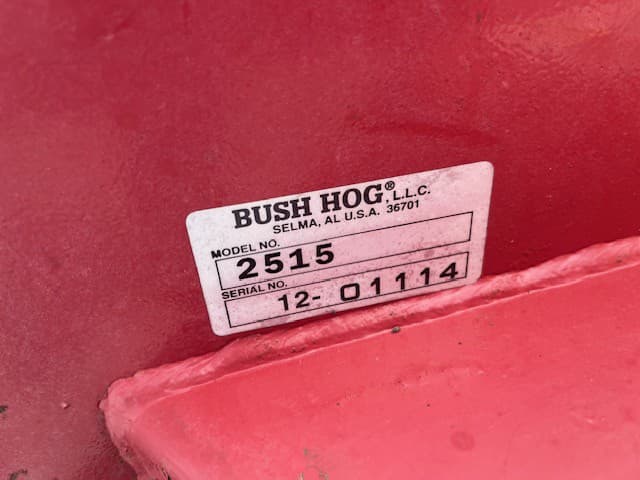 BUSH HOG®, L.L.C.
SELMA, AL U.S.A. 36701
MODEL NO.
2515
SERIAL NO.
12- 01114